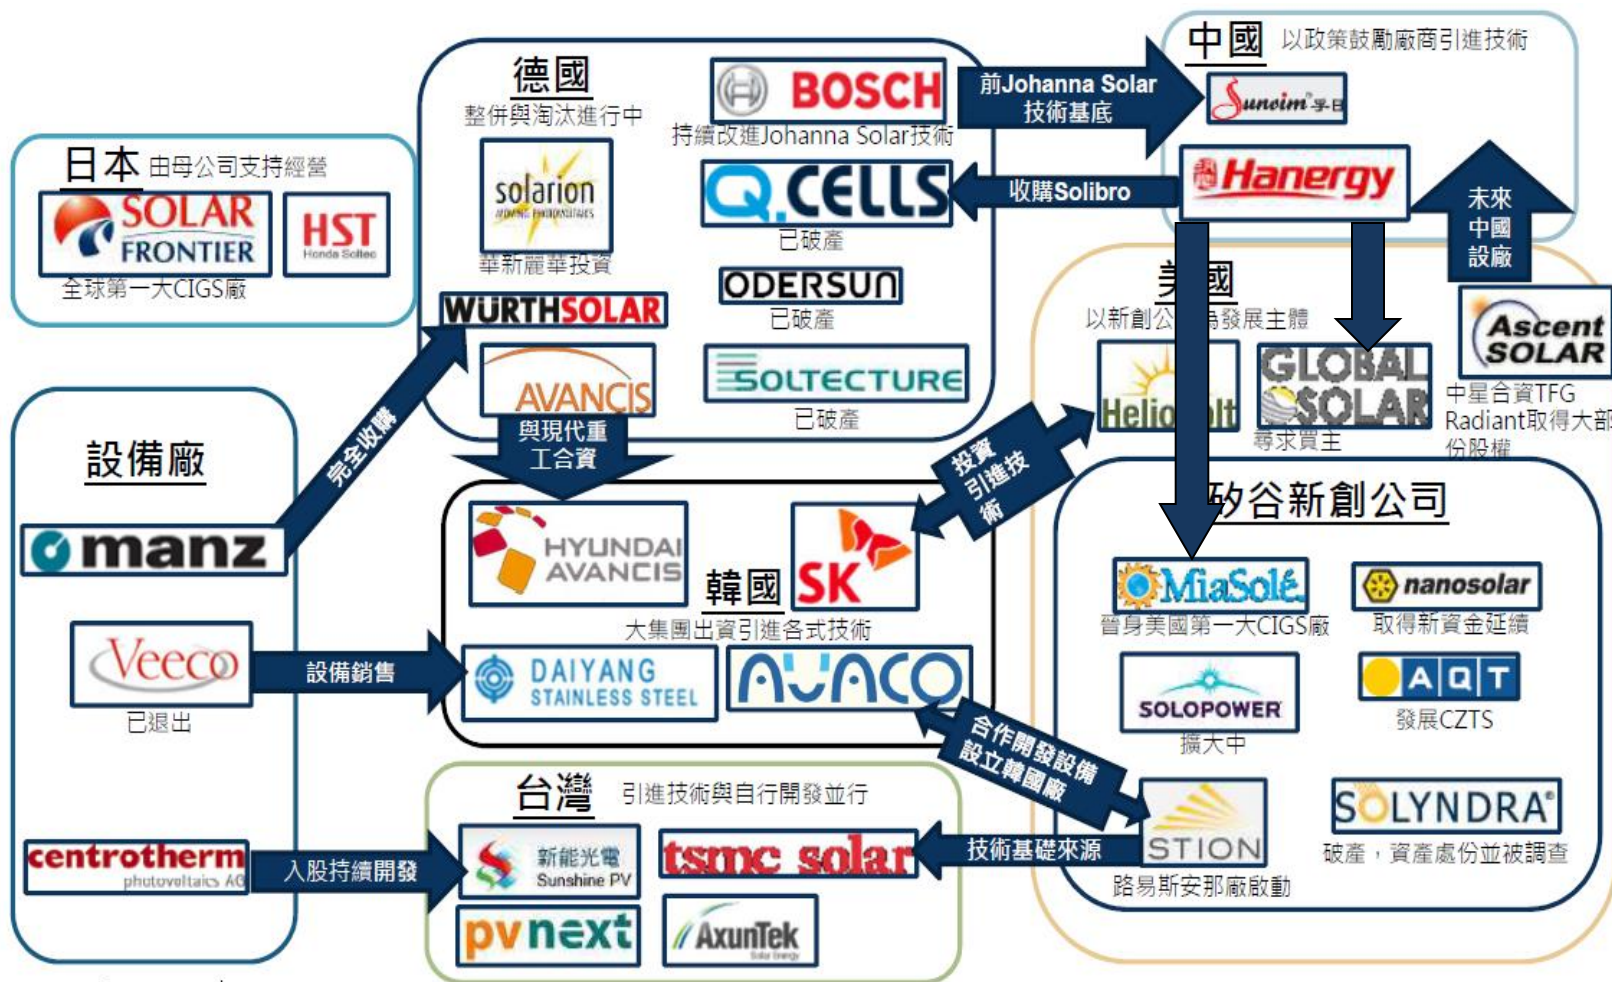 日本 由母公司支持經營
SOLAR
FRONTIER
全球第一大CIGS廠
HST
Honda Soltec
德國
整併與淘汰進行中
solarion
MOVING PHOTOVOLTAICS
華新麗華投資
WÜRTHSOLAR
AVANCIS
BOSCH
持續改進Johanna Solar技術
Q.CELLS
已破產
ODERSUN
已破產
SOLTECTURE
已破產
前Johanna Solar
技術基底
收購Solibro
中國 以政策鼓勵廠商引進技術
Sunvim 孚日
Hanergy
未來
中國
設廠
美國
以新創公 為發展主體
Heliovolt
GLOBAL
SOLAR
尋求買主
Ascent
SOLAR
中星合資TFG
Radiant取得大部
份股權
矽谷新創公司
MiaSolé
晉身美國第一大CIGS廠
nanosolar
取得新資金延續
SOLOPOWER
擴大中
AQT
發展CZTS
STION
路易斯安那廠啟動
SOLYNDRA®
破產，資產處份並被調查
設備廠
manz
完全收購
Veeco
已退出
設備銷售
centrotherm
photovoltaics AG
入股持續開發
與現代重
工合資
投資
引進技
術
HYUNDAI
AVANCIS
SK
韓國
大集團出資引進各式技術
DAIYANG
STAINLESS STEEL
AVACO
合作開發設備
設立韓國廠
技術基礎來源
台灣 引進技術與自行開發並行
新能光電
Sunshine PV
tsmc solar
pvnext
AxunTek
Solar Energy